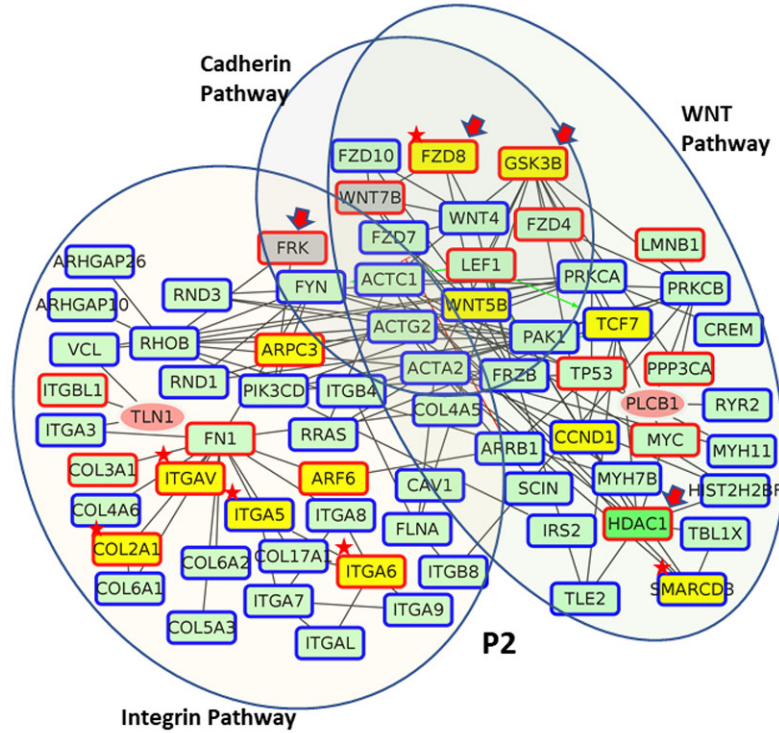 Cadherin
Pathway
WNT
Pathway
FZD10
FZD8
GSK3B
WNT7B
WNT4
FZD4
FRK
FZD7
LMNB1
ARHGAP26
LEF1
FYN
ACTC1
PRKCA
PRKCB
RND3
ARHGAP10
WNT5B
TCF7
CREM
ACTG2
PAK1
VCL
RHOB
ARPC3
RND1
ACTA2
FRZB
TP53
PPP3CA
ITGBL1
PIK3CD
ITGB4
TLN1
COL4A5
PLCB1
RYR2
ITGA3
FN1
RRAS
ARRB1
CCND1
MYC
MYH11
COL3A1
ITGAV
ARF6
CAV1
SCIN
MYH7B
HIST2H2BF
COL4A6
ITGA5
ITGA8
FLNA
IRS2
HDAC1
TBL1X
COL2A1
COL6A2
COL17A1
ITGA6
ITGB8
COL6A1
ITGA7
ITGA9
TLE2
SMARCD3
COL5A3
ITGAL
P2
Integrin Pathway